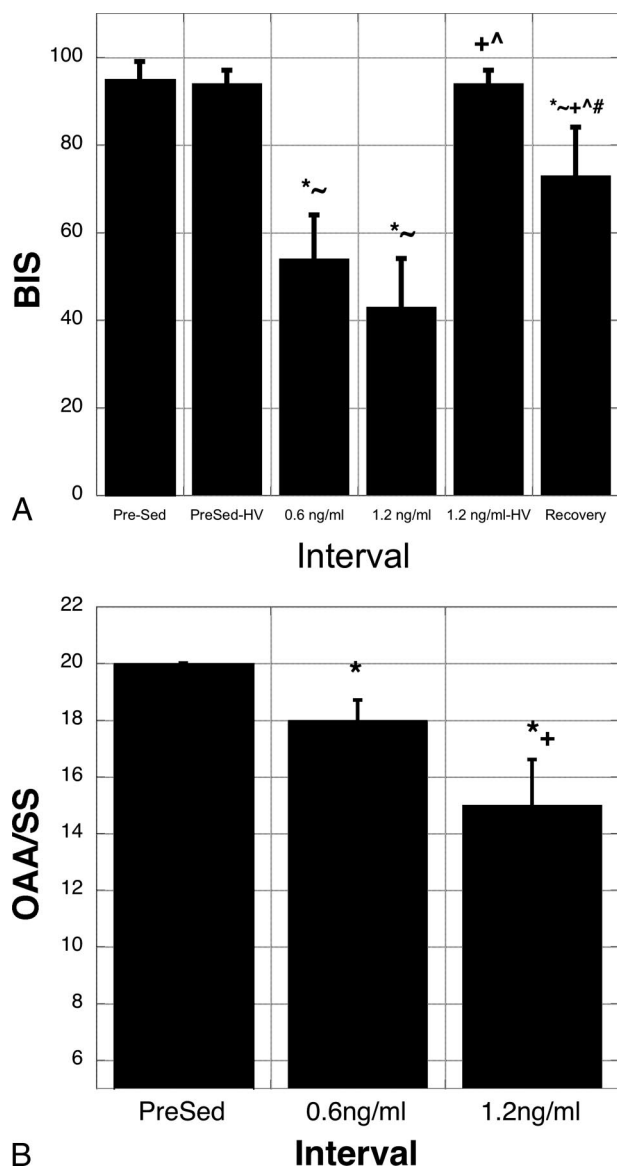 100
80
60
40
20
0
BIS
*~
*~
+^
*~+^#
A
Pre-Sed PreSed-HV 0.6 ng/ml 1.2 ng/ml 1.2 ng/ml-HV Recovery
Interval
22
20
18
16
14
12
10
8
6
OAA/SS
*
*+
PreSed 0.6ng/ml 1.2ng/ml
B
Interval